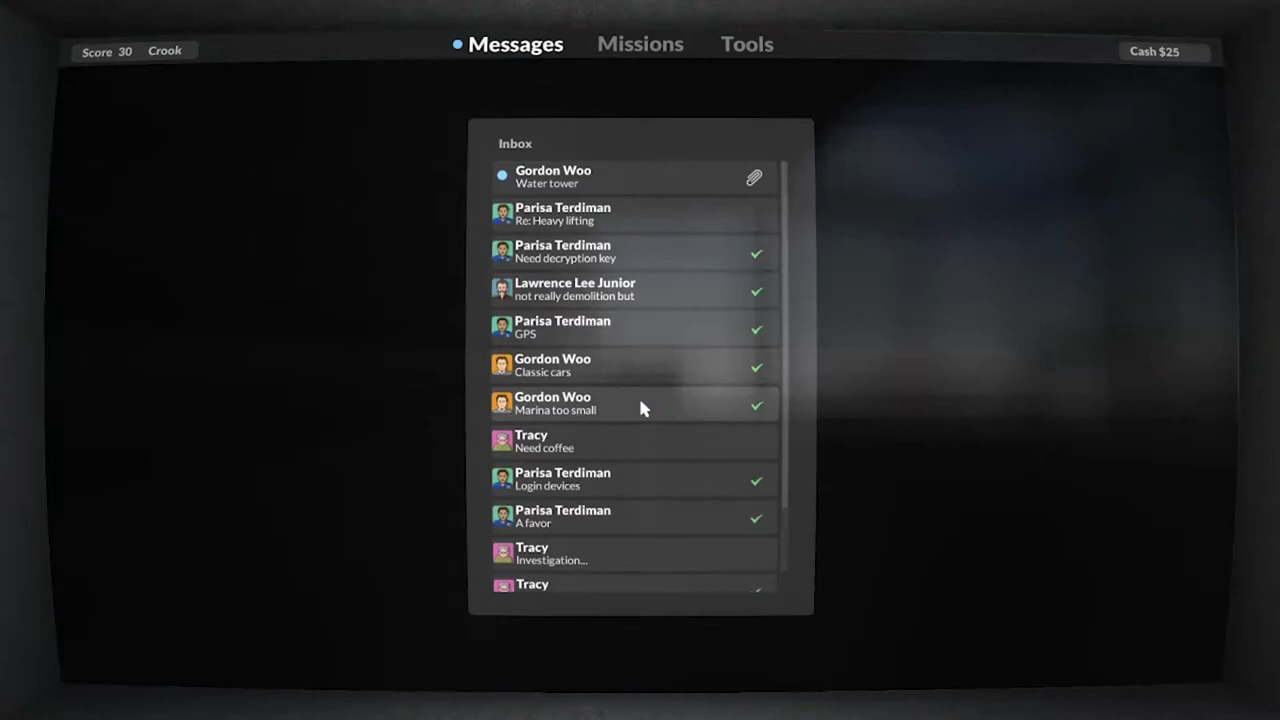 Score 30 Crook
Messages Missions Tools
Cash $25
Inbox
Gordon Woo
Water tower
Parisa Terdiman
Re: Heavy lifting
Parisa Terdiman
Need decryption key
Lawrence Lee Junior
not really demolition but
Parisa Terdiman
GPS
Gordon Woo
Classic cars
Gordon Woo
Marina too small
Tracy
Need coffee
Parisa Terdiman
Login devices
Parisa Terdiman
A favor
Tracy
Investigation...
Tracy